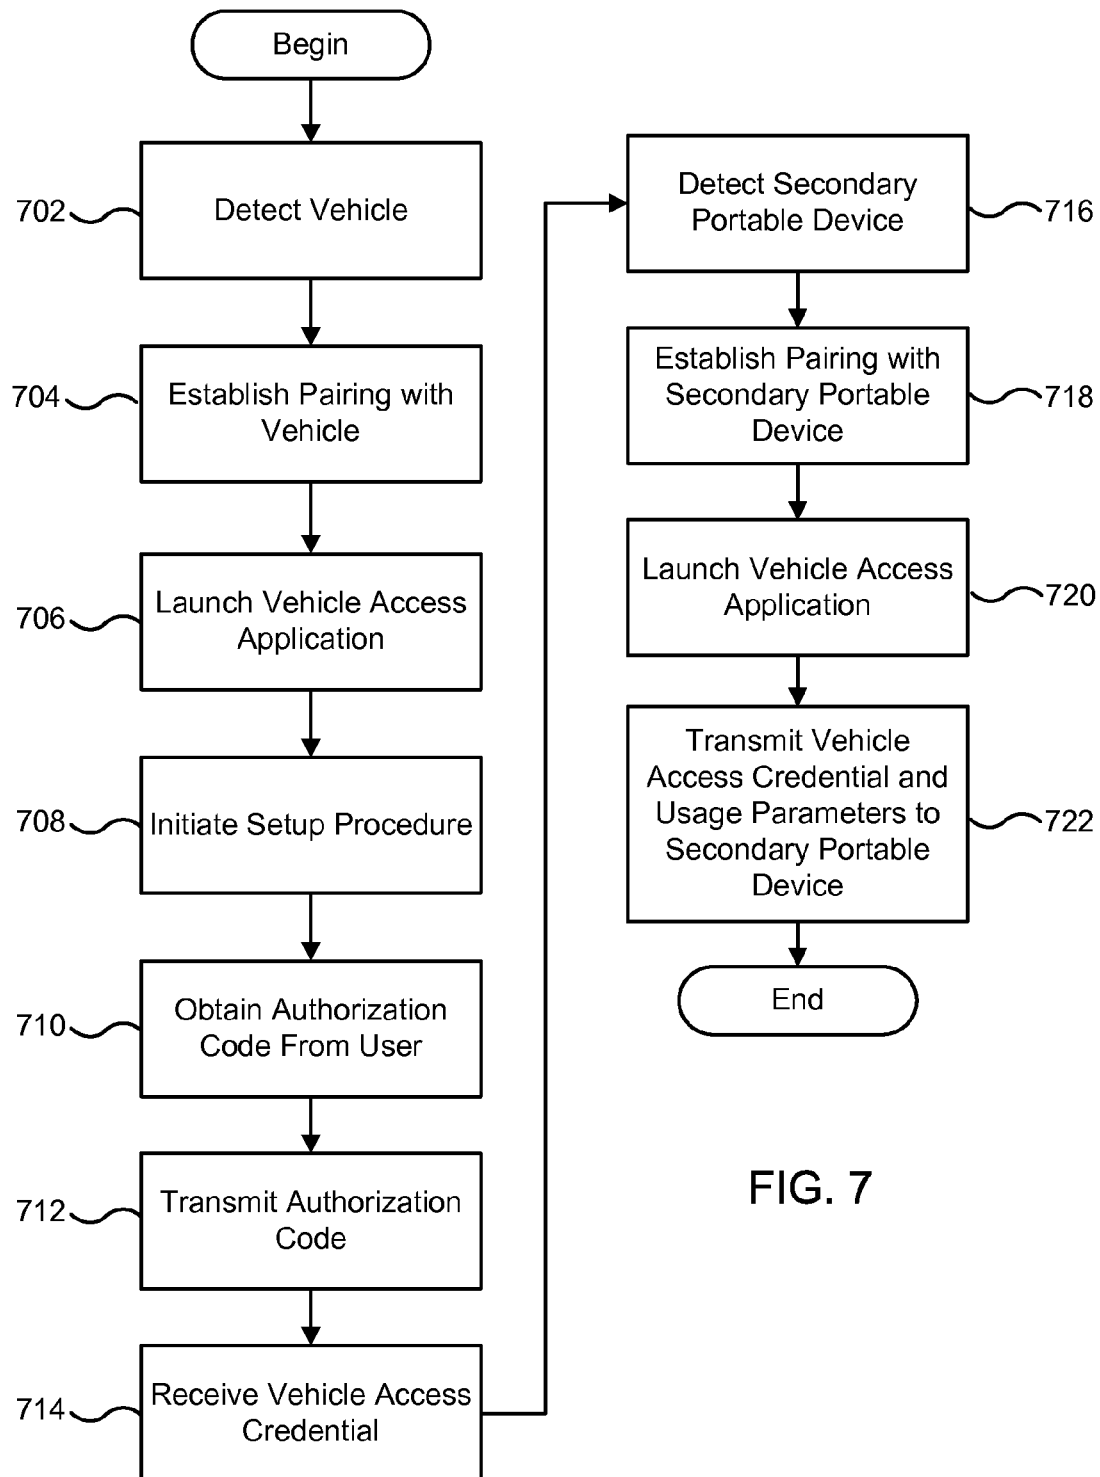 Begin
702
Detect Vehicle
704
Establish Pairing with
Vehicle
706
Launch Vehicle Access
Application
708
Initiate Setup Procedure
710
Obtain Authorization
Code From User
712
Transmit Authorization
Code
714
Receive Vehicle Access
Credential
Detect Secondary
Portable Device
716
Establish Pairing with
Secondary Portable
Device
718
Launch Vehicle Access
Application
720
Transmit Vehicle
Access Credential and
Usage Parameters to
Secondary Portable
Device
722
End
FIG. 7